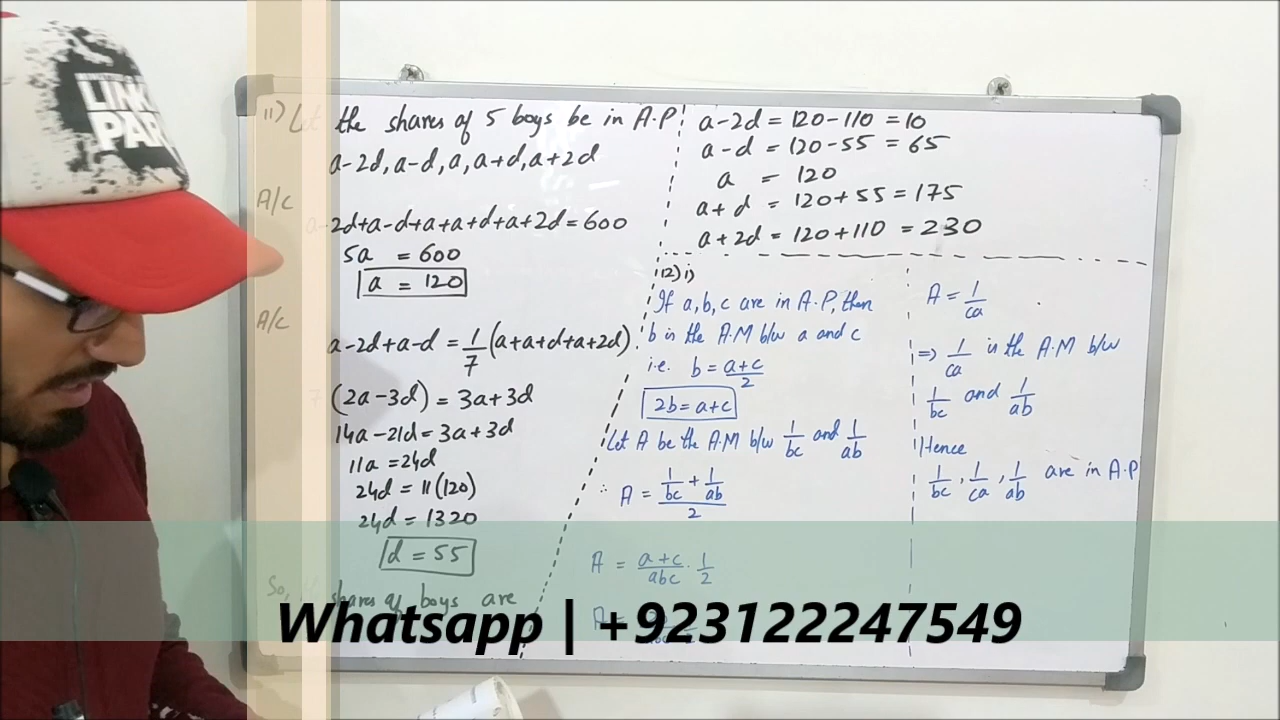 LINK
PARK
11) Let the shares of 5 boys be in A.P
a-2d, a-d, a, a+d, a+2d
A/c
a-2d+a-d+a+a+d+a+2d=600
5a = 600
a = 120
A/c
a-2d+a-d = 1/7 (a+a+d+a+2d)
7(2a-3d) = 3a+3d
14a-21d = 3a+3d
11a = 24d
24d = 11(120)
24d = 1320
d = 55
So, shares of boys are
a-2d = 120-110 = 10
a-d = 120-55 = 65
a = 120
a+d = 120+55 = 175
a+2d = 120+110 = 230
12) i)
If a, b, c are in A.P, then
b is the A.M b/w a and c
i.e. b = a+c/2
2b = a+c
Let A be the A.M b/w 1/bc and 1/ab
∴ A = (1/bc + 1/ab)/2
A = a+c/abc . 1/2
A =
A = 1/ca
=> 1/ca is the A.M b/w
1/bc and 1/ab
Hence
1/bc, 1/ca, 1/ab are in A.P
Whatsapp | +923122247549